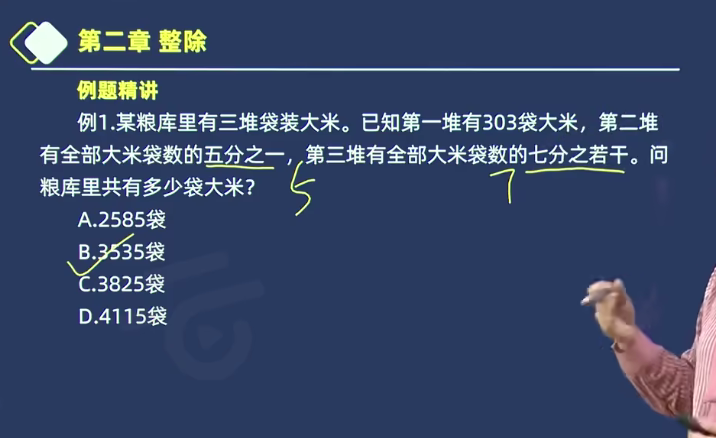 第二章 整除
例题精讲
例1.某粮库里有三堆袋装大米。已知第一堆有303袋大米，第二堆
有全部大米袋数的五分之一，第三堆有全部大米袋数的七分之若干。问
粮库里共有多少袋大米？
5 7
A.2585袋
B.3535袋
C.3825袋
D.4115袋